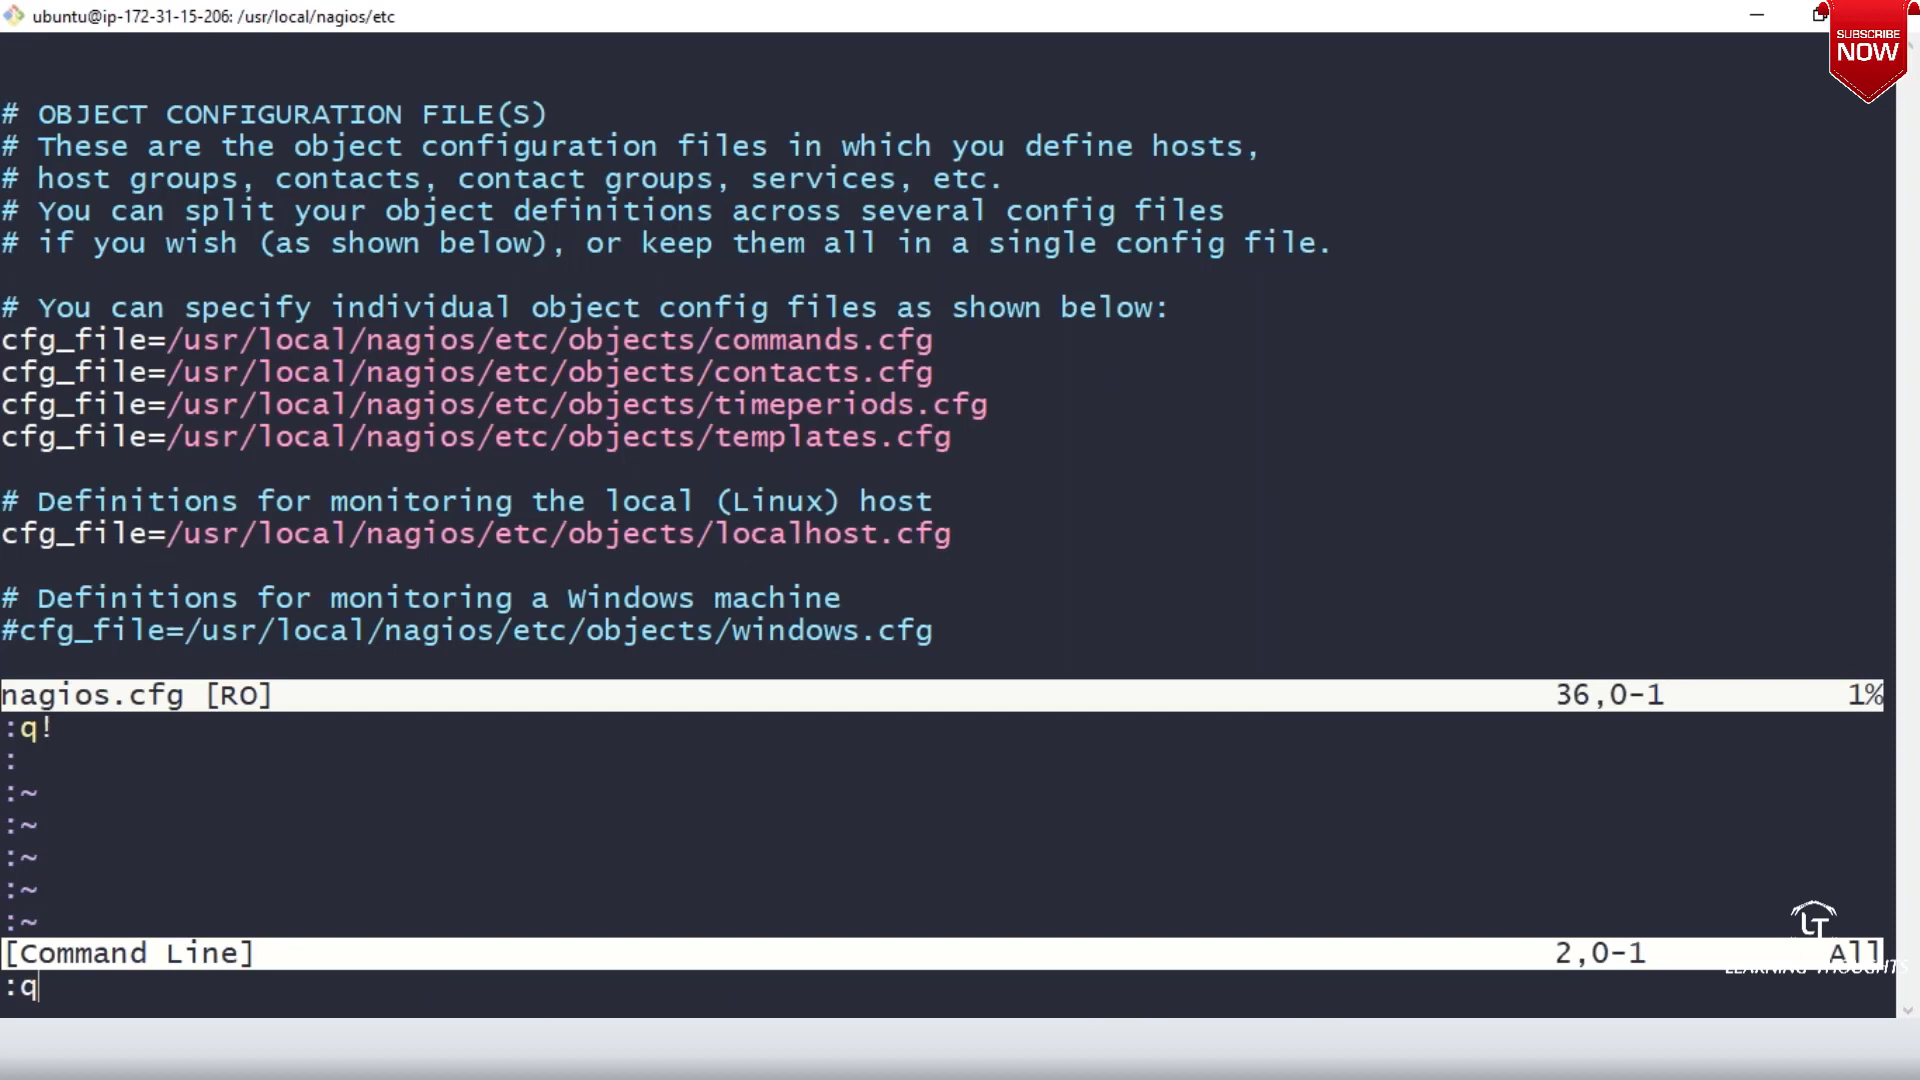 ubuntu@ip-172-31-15-206: /usr/local/nagios/etc
SUBSCRIBE
NOW
# OBJECT CONFIGURATION FILE(S)
# These are the object configuration files in which you define hosts,
# host groups, contacts, contact groups, services, etc.
# You can split your object definitions across several config files
# if you wish (as shown below), or keep them all in a single config file.
# You can specify individual object config files as shown below:
cfg_file=/usr/local/nagios/etc/objects/commands.cfg
cfg_file=/usr/local/nagios/etc/objects/contacts.cfg
cfg_file=/usr/local/nagios/etc/objects/timeperiods.cfg
cfg_file=/usr/local/nagios/etc/objects/templates.cfg
# Definitions for monitoring the local (Linux) host
cfg_file=/usr/local/nagios/etc/objects/localhost.cfg
# Definitions for monitoring a Windows machine
#cfg_file=/usr/local/nagios/etc/objects/windows.cfg
nagios.cfg [RO] 36,0-1 1%
:q!
:
:~
:~
:~
:~
:~
LT
[Command Line] 2,0-1 All
LEARNING THOUGHTS
:q